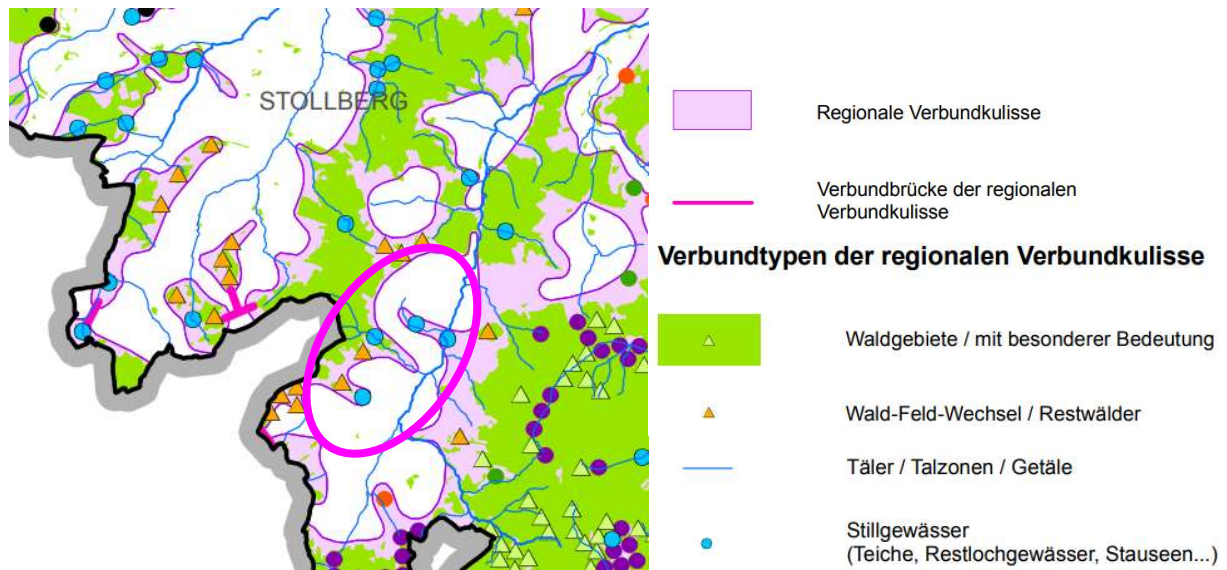 STOLLBERG
Regionale Verbundkulisse
Verbundbrücke der regionalen
Verbundkulisse
Verbundtypen der regionalen Verbundkulisse
Waldgebiete / mit besonderer Bedeutung
Wald-Feld-Wechsel / Restwälder
Täler / Talzonen / Getäle
Stillgewässer
(Teiche, Restlochgewässer, Stauseen...)